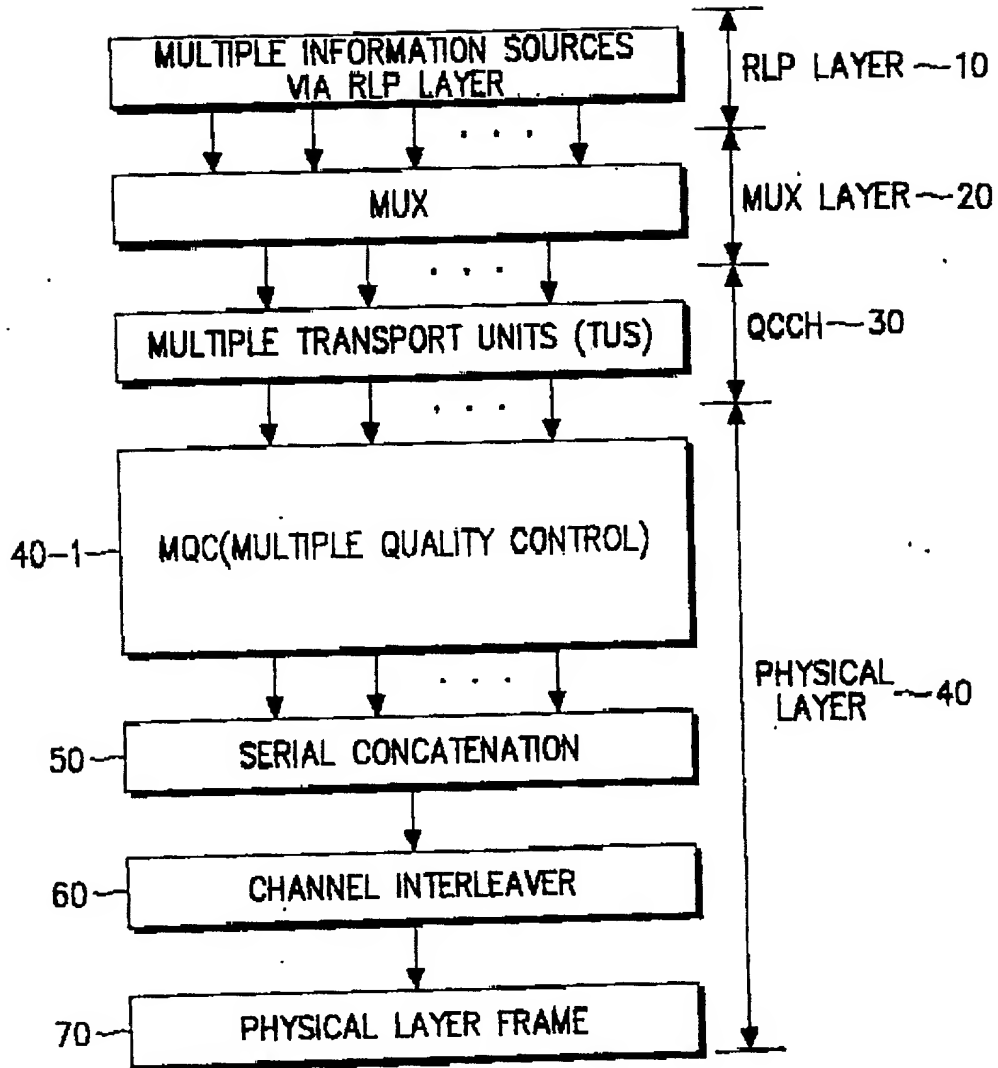 MULTIPLE INFORMATION SOURCES
VIA RLP LAYER
RLP LAYER 10
MUX
MUX LAYER 20
MULTIPLE TRANSPORT UNITS (TUS)
QCCH 30
40-1
MQC(MULTIPLE QUALITY CONTROL)
PHYSICAL
LAYER 40
50
SERIAL CONCATENATION
60
CHANNEL INTERLEAVER
70
PHYSICAL LAYER FRAME